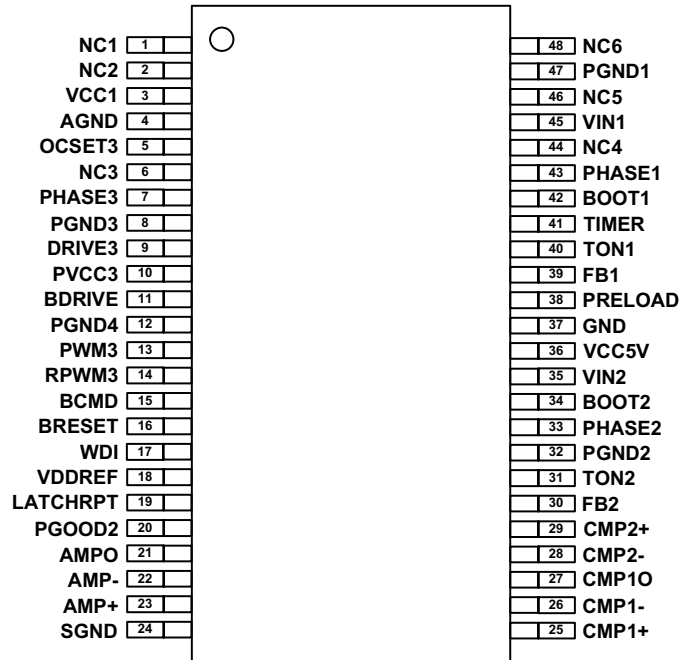 NC1 1
NC2 2
VCC1 3
AGND 4
OCSET3 5
NC3 6
PHASE3 7
PGND3 8
DRIVE3 9
PVCC3 10
BDRIVE 11
PGND4 12
PWM3 13
RPWM3 14
BCMD 15
BRESET 16
WDI 17
VDDREF 18
LATCHRPT 19
PGOOD2 20
AMPO 21
AMP- 22
AMP+ 23
SGND 24
48 NC6
47 PGND1
46 NC5
45 VIN1
44 NC4
43 PHASE1
42 BOOT1
41 TIMER
40 TON1
39 FB1
38 PRELOAD
37 GND
36 VCC5V
35 VIN2
34 BOOT2
33 PHASE2
32 PGND2
31 TON2
30 FB2
29 CMP2+
28 CMP2-
27 CMP1O
26 CMP1-
25 CMP1+